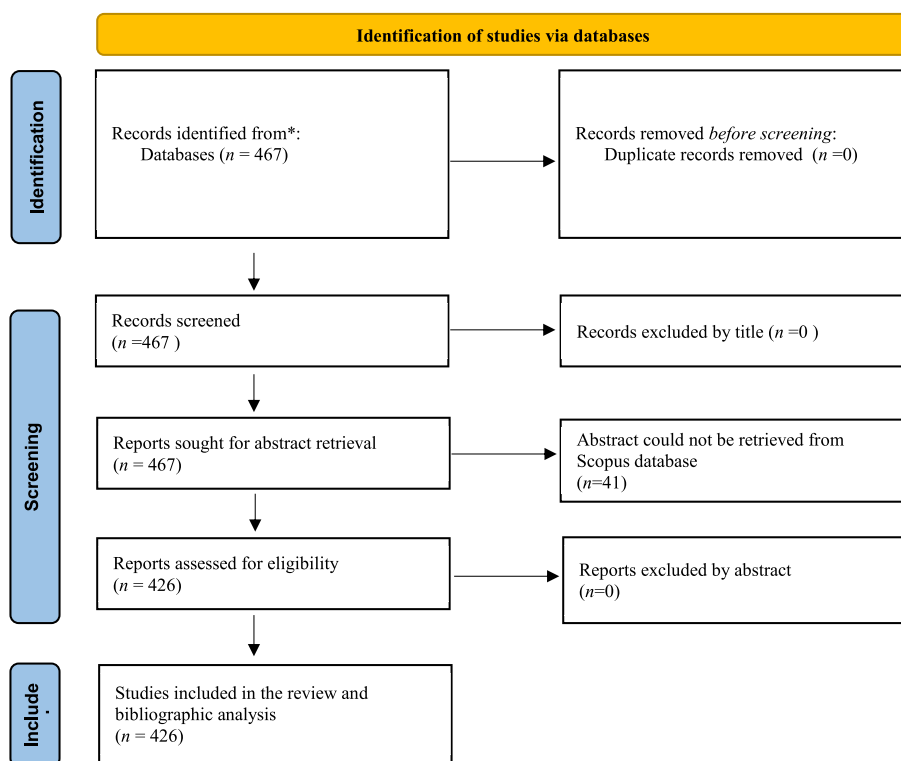 Identification of studies via databases
Identification
Records identified from*:
Databases (n = 467)
Records removed before screening:
Duplicate records removed (n =0)
Screening
Records screened
(n =467 )
Records excluded by title (n =0 )
Reports sought for abstract retrieval
(n = 467)
Abstract could not be retrieved from
Scopus database
(n=41)
Reports assessed for eligibility
(n = 426)
Reports excluded by abstract
(n=0)
Include
Studies included in the review and
bibliographic analysis
(n = 426)